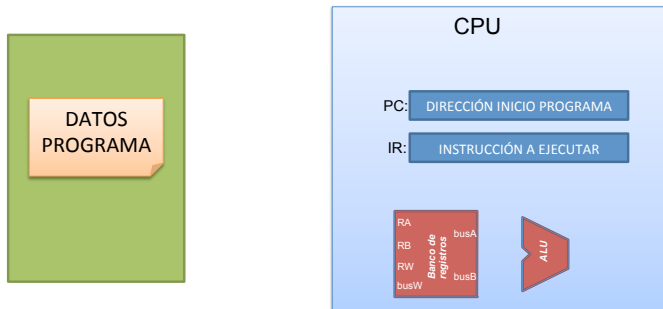 CPU
DATOS
PROGRAMA
PC: DIRECCIÓN INICIO PROGRAMA
IR: INSTRUCCIÓN A EJECUTAR
RA
RB
RW
busW
Banco de
registros
busA
busB
ALU